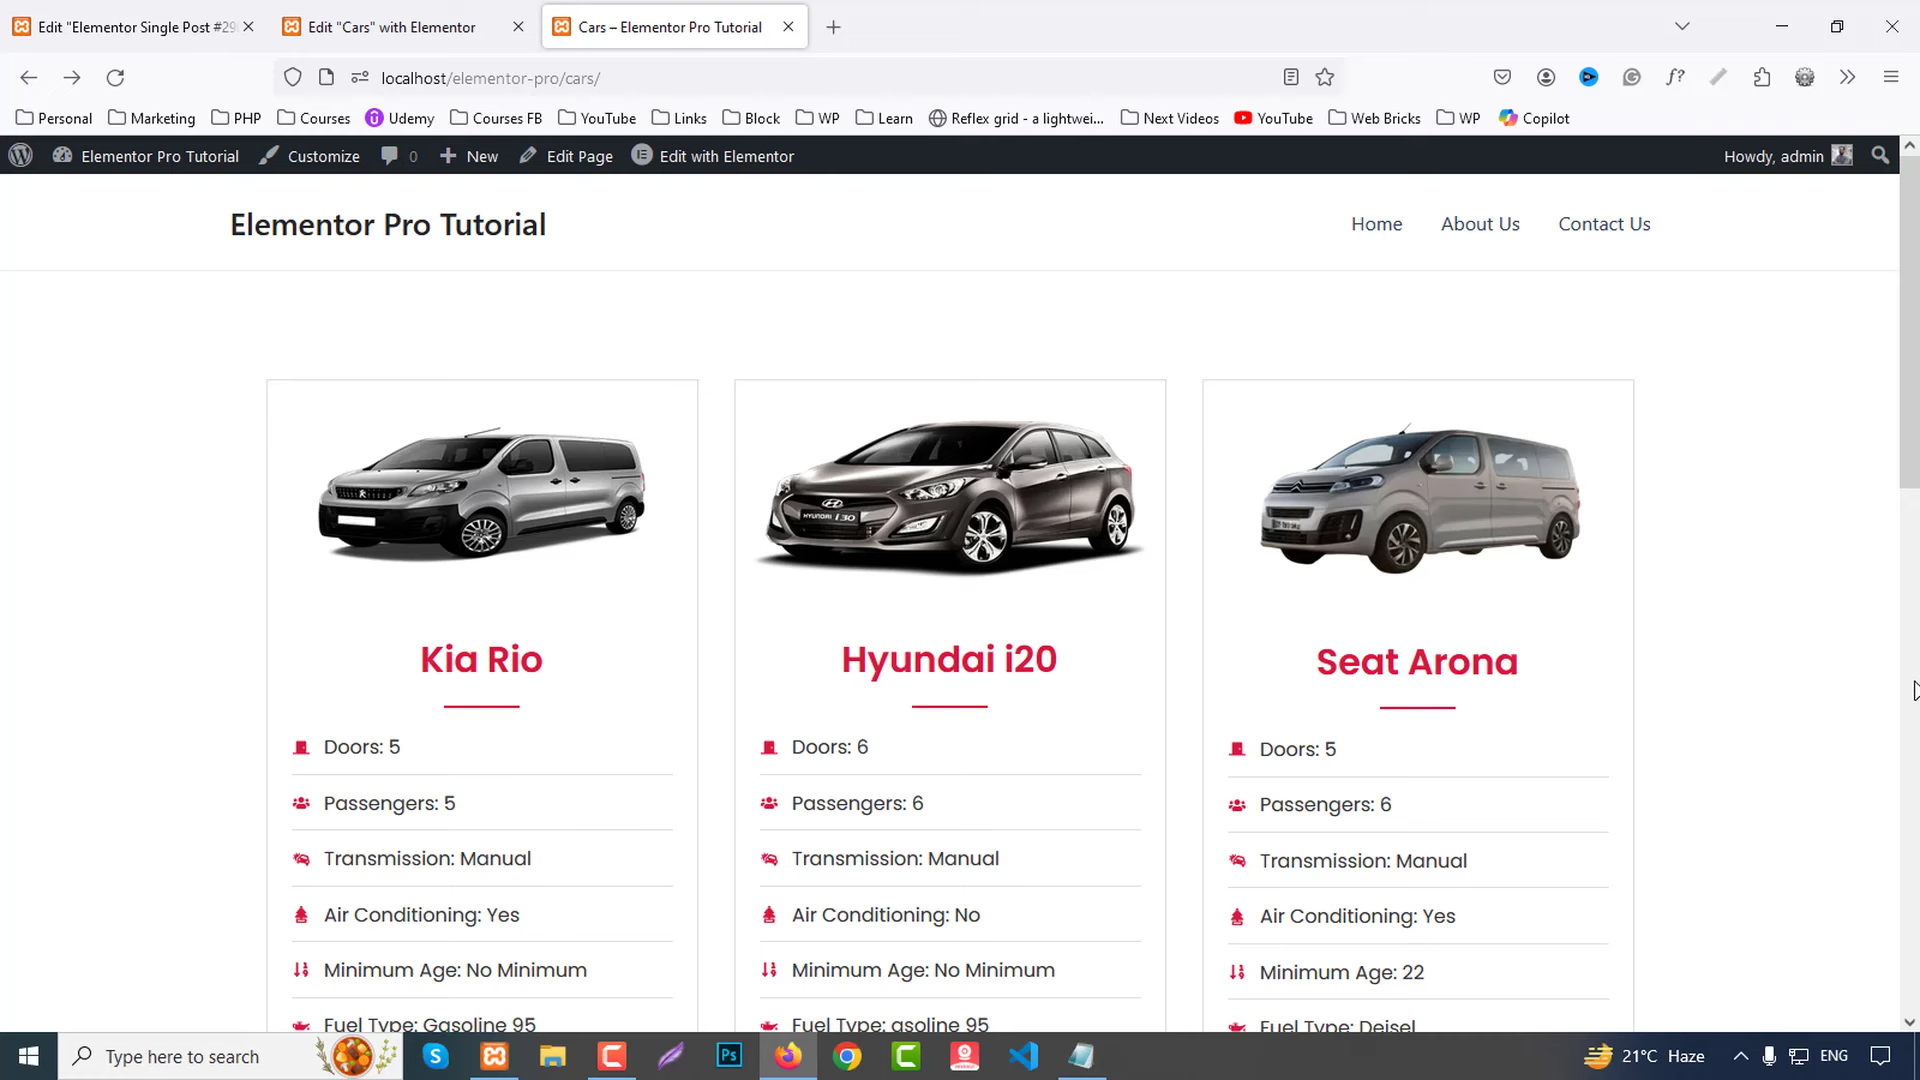 Edit "Elementor Single Post #29
Edit "Cars" with Elementor
Cars – Elementor Pro Tutorial
localhost/elementor-pro/cars/
Personal Marketing PHP Courses Udemy Courses FB YouTube Links Block WP Learn Reflex grid - a lightwei... Next Videos YouTube Web Bricks WP Copilot
Elementor Pro Tutorial Customize 0 New Edit Page Edit with Elementor Howdy, admin
Elementor Pro Tutorial
Home About Us Contact Us
HYUNDAI i30
Kia Rio
Doors: 5
Passengers: 5
Transmission: Manual
Air Conditioning: Yes
Minimum Age: No Minimum
Fuel Type: Gasoline 95
Hyundai i20
Doors: 6
Passengers: 6
Transmission: Manual
Air Conditioning: No
Minimum Age: No Minimum
Fuel Type: asoline 95
Seat Arona
Doors: 5
Passengers: 6
Transmission: Manual
Air Conditioning: Yes
Minimum Age: 22
Fuel Type: Deisel
Type here to search
Ps
21°C Haze
ENG